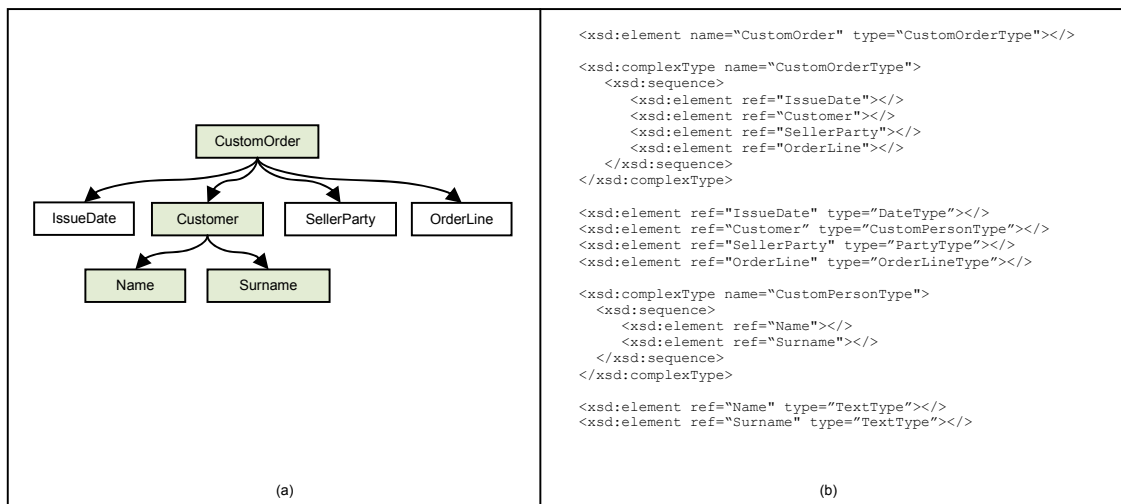 CustomOrder
IssueDate
Customer
SellerParty
OrderLine
Name
Surname
(a)
<xsd:element name=“CustomOrder" type=“CustomOrderType"></>
<xsd:complexType name=“CustomOrderType">
<xsd:sequence>
<xsd:element ref="IssueDate"></>
<xsd:element ref=“Customer"></>
<xsd:element ref="SellerParty"></>
<xsd:element ref="OrderLine"></>
</xsd:sequence>
</xsd:complexType>
<xsd:element ref="IssueDate" type=”DateType”></>
<xsd:element ref=“Customer” type=”CustomPersonType”></>
<xsd:element ref="SellerParty" type=”PartyType”></>
<xsd:element ref="OrderLine" type=”OrderLineType”></>
<xsd:complexType name=“CustomPersonType">
<xsd:sequence>
<xsd:element ref=“Name"></>
<xsd:element ref=“Surname"></>
</xsd:sequence>
</xsd:complexType>
<xsd:element ref=“Name" type=”TextType”></>
<xsd:element ref=“Surname" type=”TextType”></>
(b)